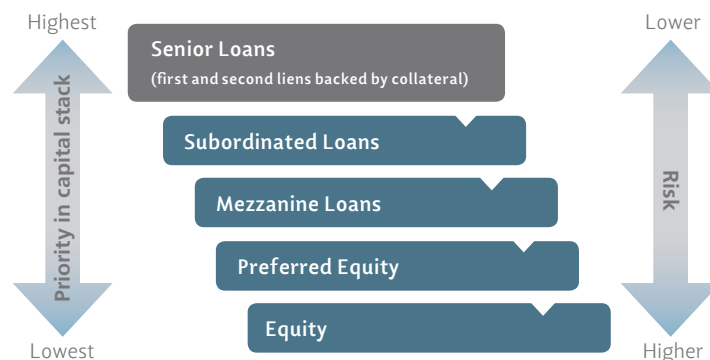 Highest
Lower
Senior Loans
(first and second liens backed by collateral)
Priority in capital stack
Subordinated Loans
Mezzanine Loans
Risk
Preferred Equity
Equity
Lowest
Higher